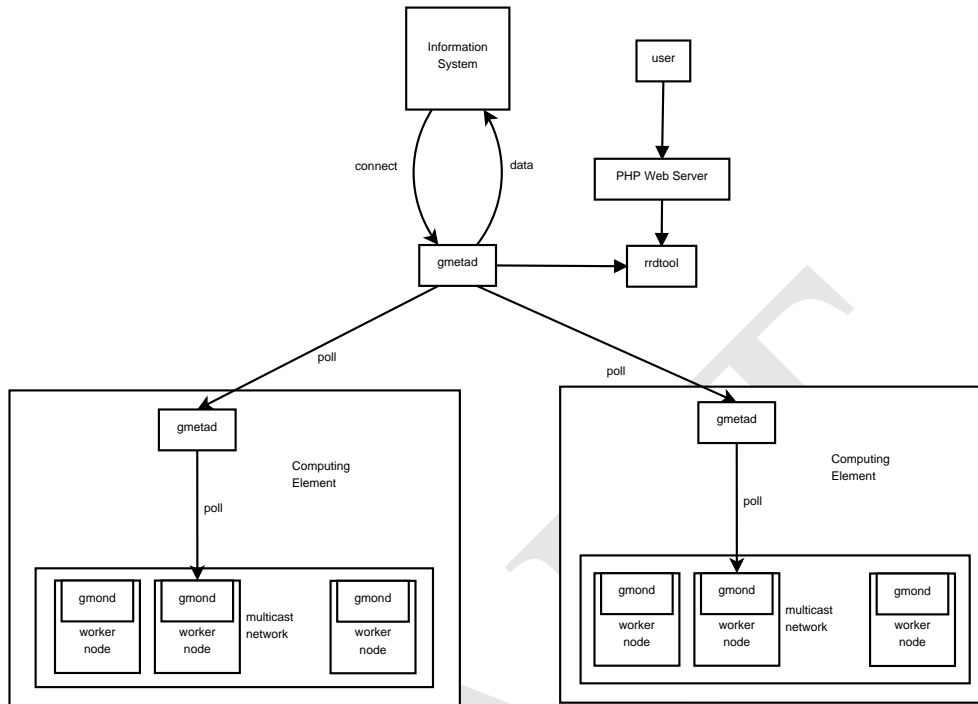 Information
System
user
connect
data
PHP Web Server
gmetad
rrdtool
poll
poll
gmetad
Computing
Element
poll
gmond
worker
node
gmond
worker
node
multicast
network
gmond
worker
node
gmetad
Computing
Element
poll
gmond
worker
node
gmond
worker
node
multicast
network
gmond
worker
node